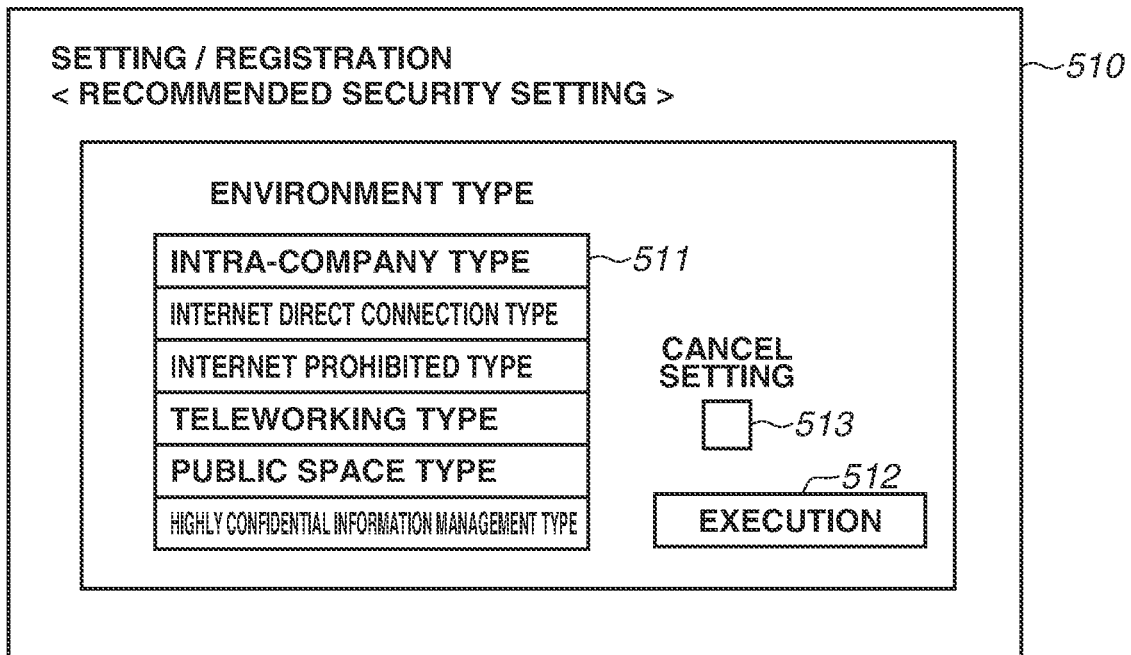 SETTING / REGISTRATION
< RECOMMENDED SECURITY SETTING >
510
ENVIRONMENT TYPE
INTRA-COMPANY TYPE
511
INTERNET DIRECT CONNECTION TYPE
INTERNET PROHIBITED TYPE
TELEWORKING TYPE
PUBLIC SPACE TYPE
HIGHLY CONFIDENTIAL INFORMATION MANAGEMENT TYPE
CANCEL
SETTING
513
512
EXECUTION